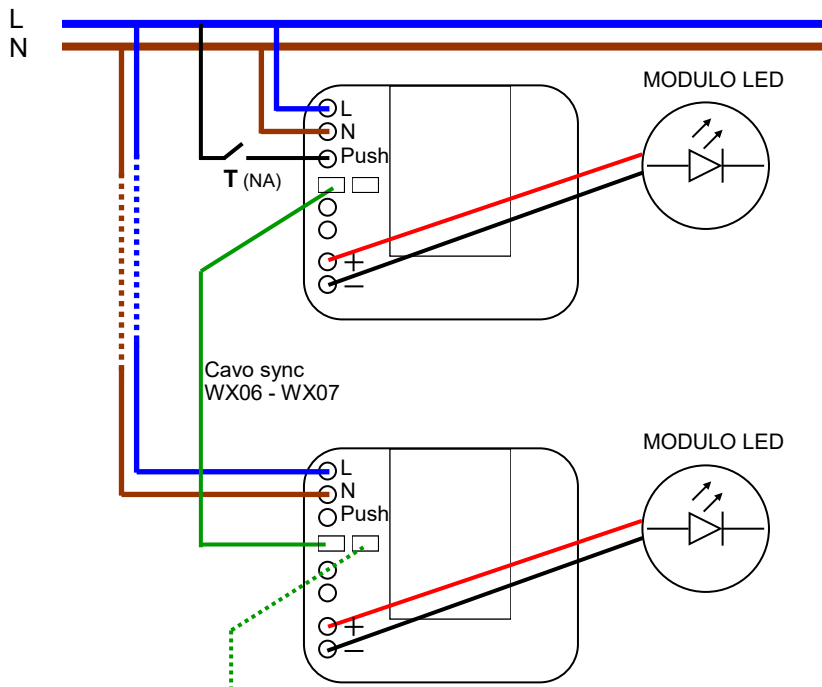 L
N
MODULO LED
L
N
Push
T (NA)
+
–
Cavo sync
WX06 - WX07
MODULO LED
L
N
Push
+
–